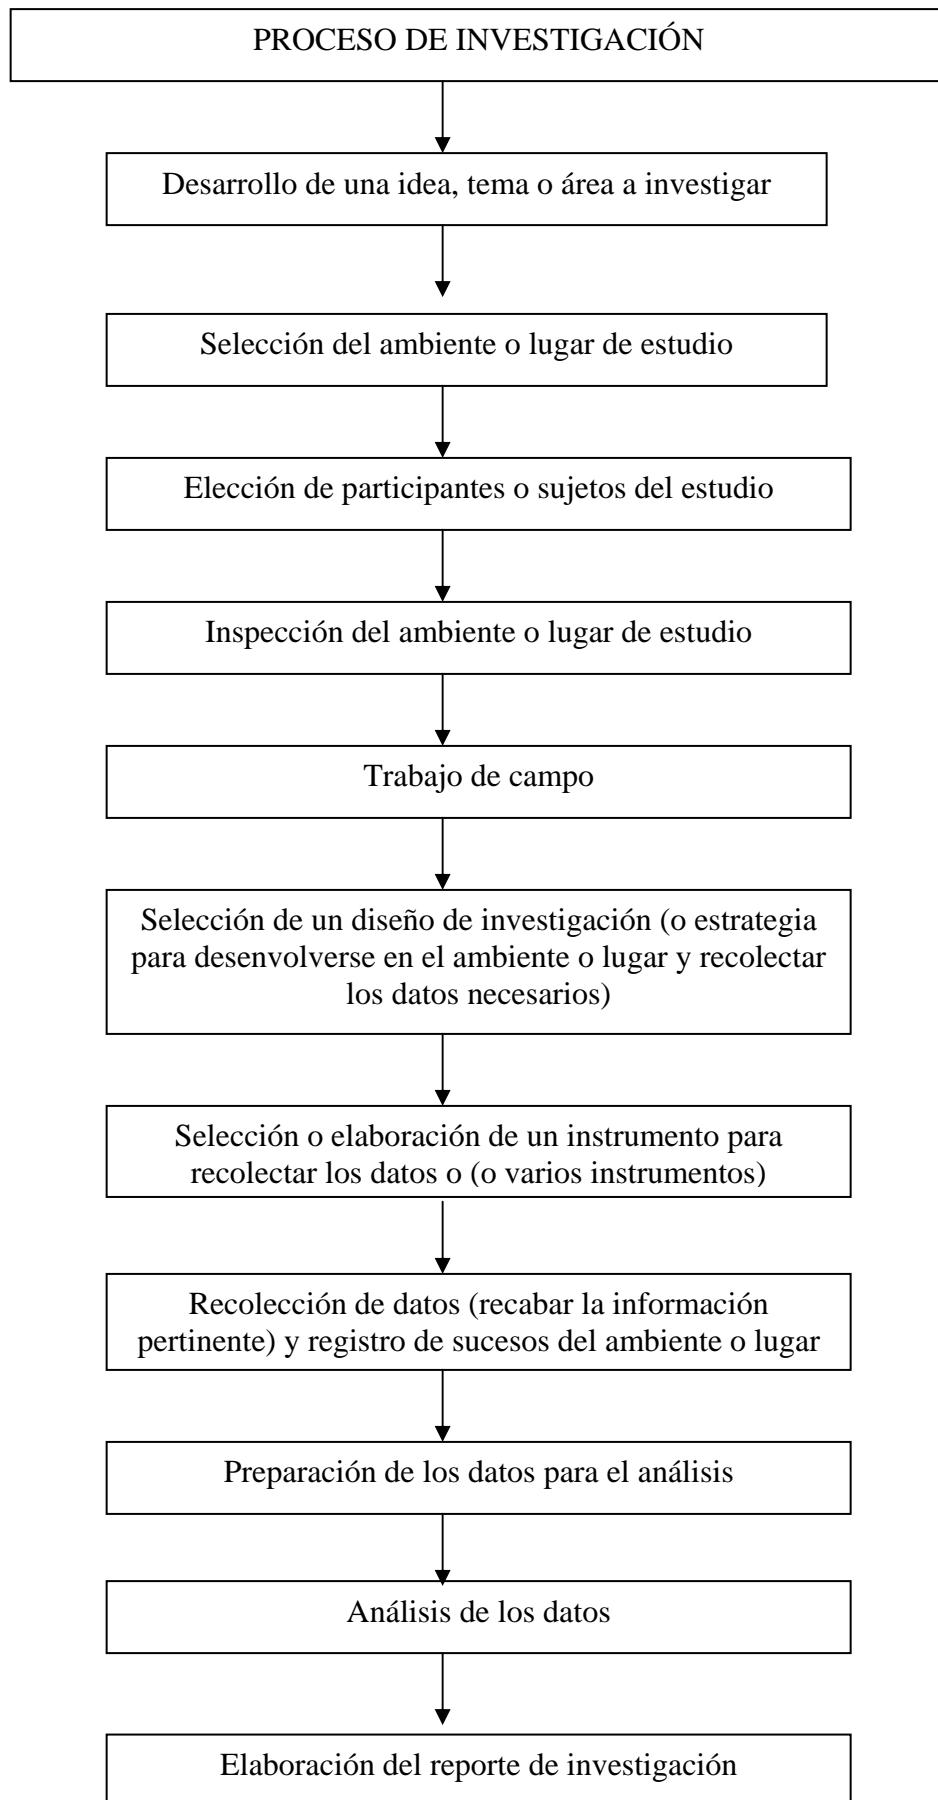 PROCESO DE INVESTIGACIÓN
Desarrollo de una idea, tema o área a investigar
Selección del ambiente o lugar de estudio
Elección de participantes o sujetos del estudio
Inspección del ambiente o lugar de estudio
Trabajo de campo
Selección de un diseño de investigación (o estrategia
para desenvolverse en el ambiente o lugar y recolectar
los datos necesarios)
Selección o elaboración de un instrumento para
recolectar los datos o (o varios instrumentos)
Recolección de datos (recabar la información
pertinente) y registro de sucesos del ambiente o lugar
Preparación de los datos para el análisis
Análisis de los datos
Elaboración del reporte de investigación